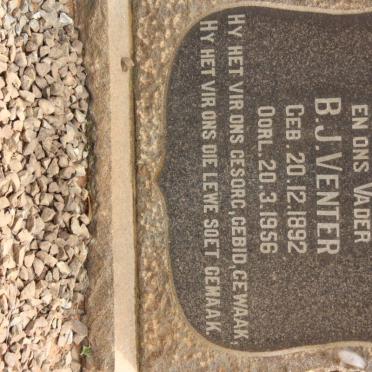 EN ONS VADER
B.J. VENTER
GEB. 20.12.1892
OORL. 20.3.1956
HY HET VIR ONS GESORG, GEBID, GEWAAK,
HY HET VIR ONS DIE LEWE SOET GEMAAK.